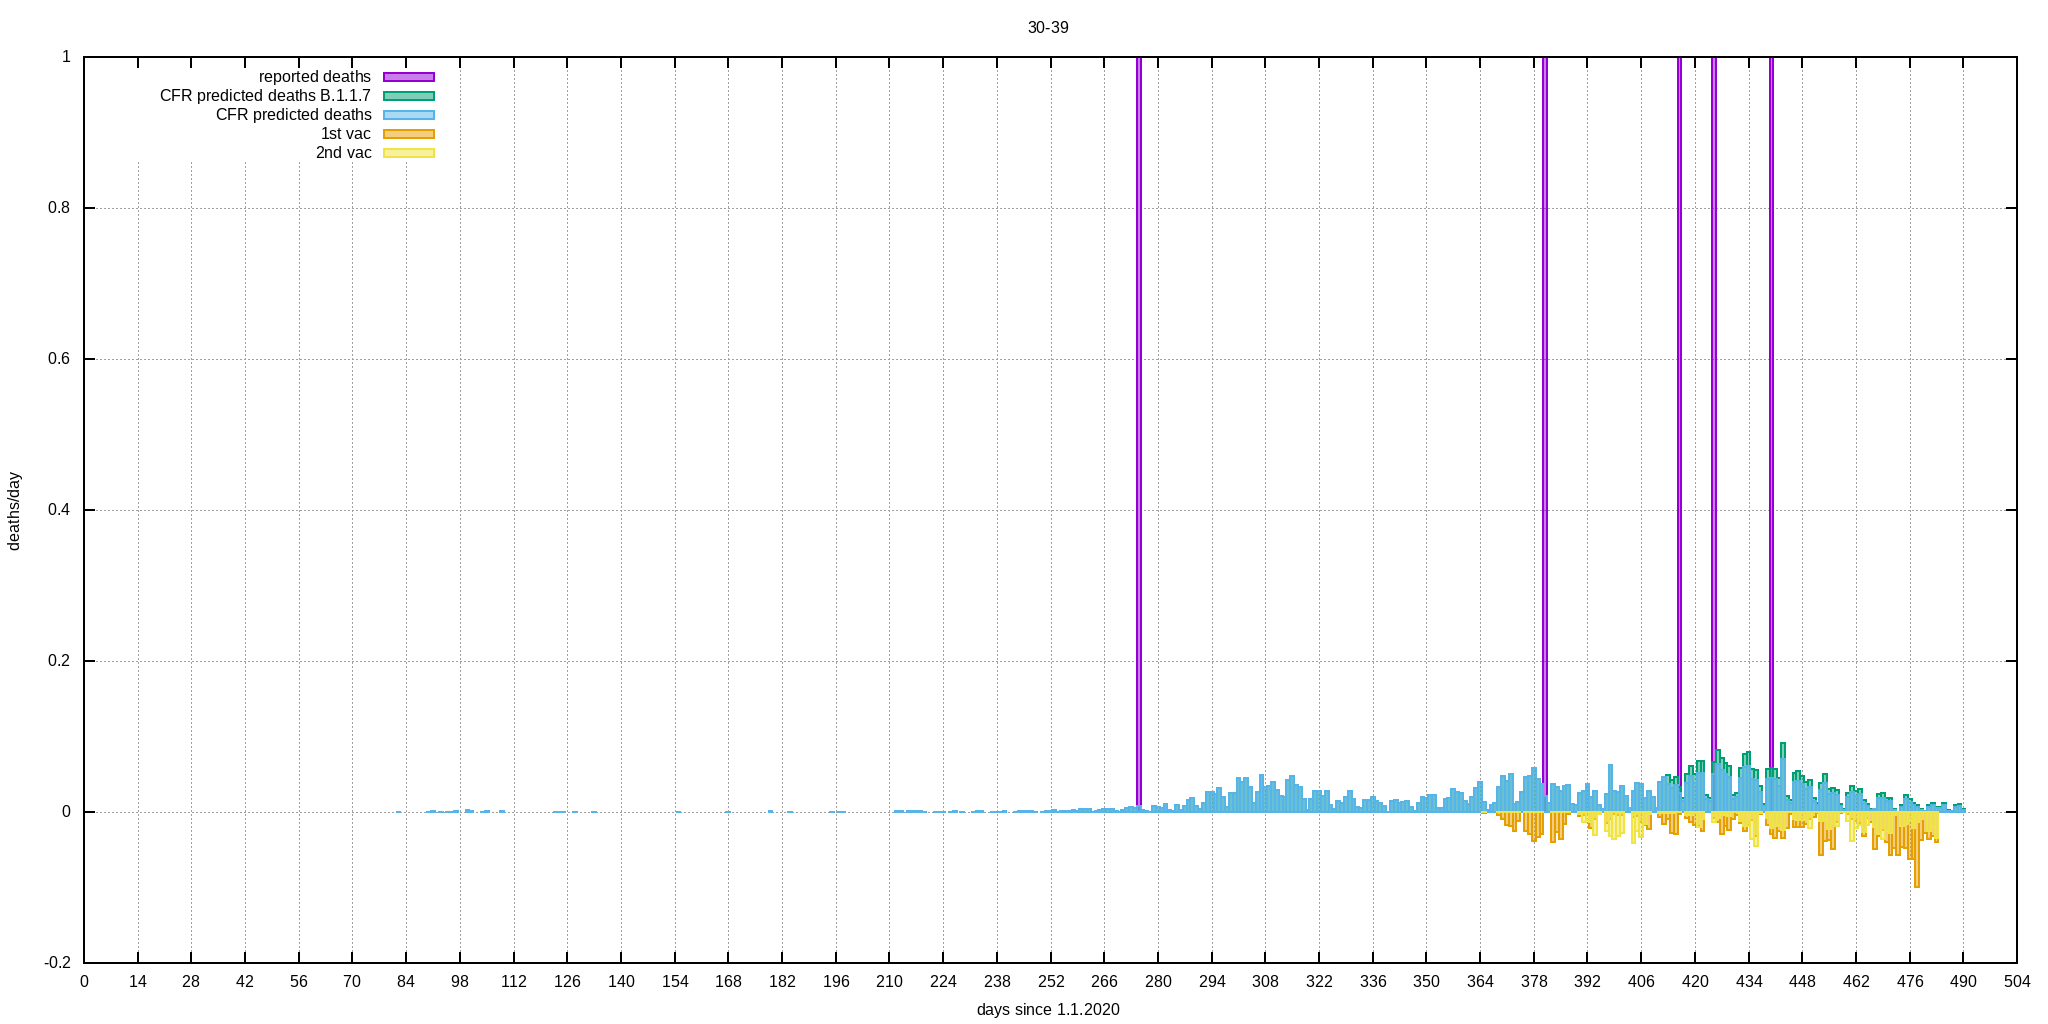 30-39
1
reported deaths
CFR predicted deaths B.1.1.7
CFR predicted deaths
1st vac
2nd vac
0.8
0.6
deaths/day
0.4
0.2
0
-0.2
0 14 28 42 56 70 84 98 112 126 140 154 168 182 196 210 224 238 252 266 280 294 308 322 336 350 364 378 392 406 420 434 448 462 476 490 504
days since 1.1.2020